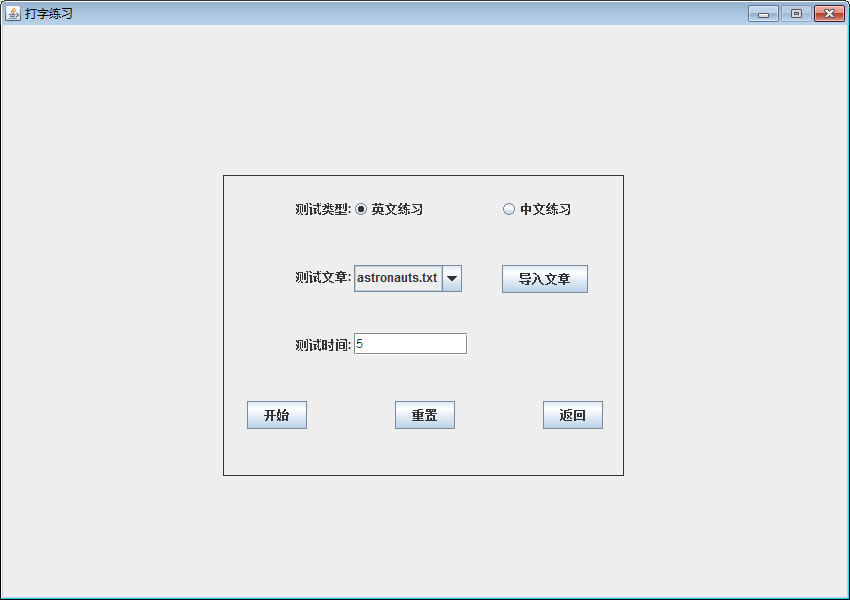 打字练习
测试类型: 英文练习 中文练习
测试文章: astronauts.txt 导入文章
测试时间: 5
开始 重置 返回